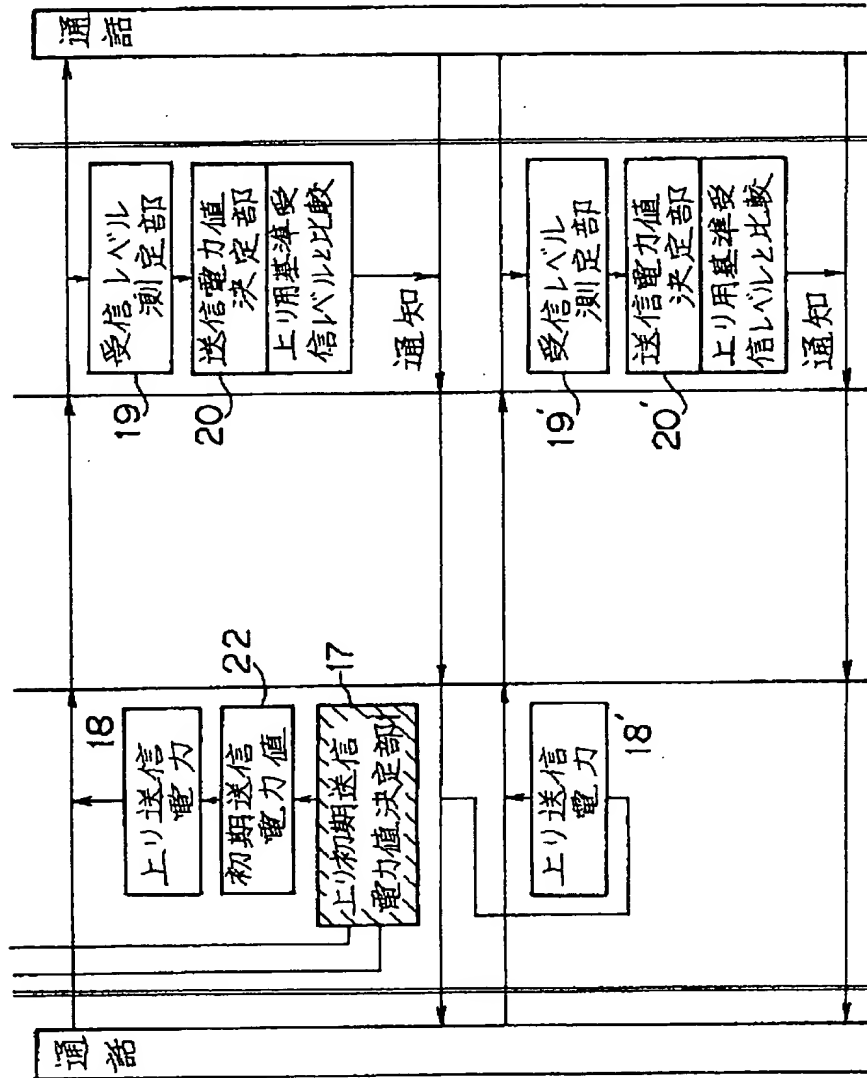 通話
受信レベル
測定部
19
送信電力値
決定部
上り用基準受
信レベルと比較
20
通知
受信レベル
測定部
19'
送信電力値
決定部
上り用基準受
信レベルと比較
20'
通知
18
上り送信
電力
22
初期送信
電力値
17
上り初期送信
電力値決定部
上り送信
電力
18'
通話